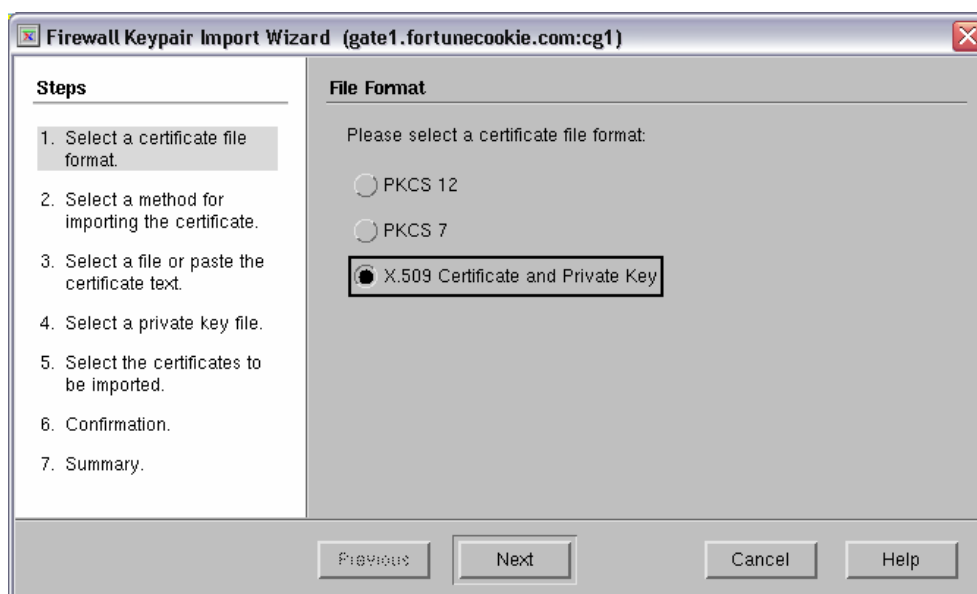 Firewall Keypair Import Wizard (gate1.fortunecookie.com:cg1)
Steps
1. Select a certificate file
format.
2. Select a method for
importing the certificate.
3. Select a file or paste the
certificate text.
4. Select a private key file.
5. Select the certificates to
be imported.
6. Confirmation.
7. Summary.
File Format
Please select a certificate file format:
PKCS 12
PKCS 7
X.509 Certificate and Private Key
Previous
Next
Cancel
Help